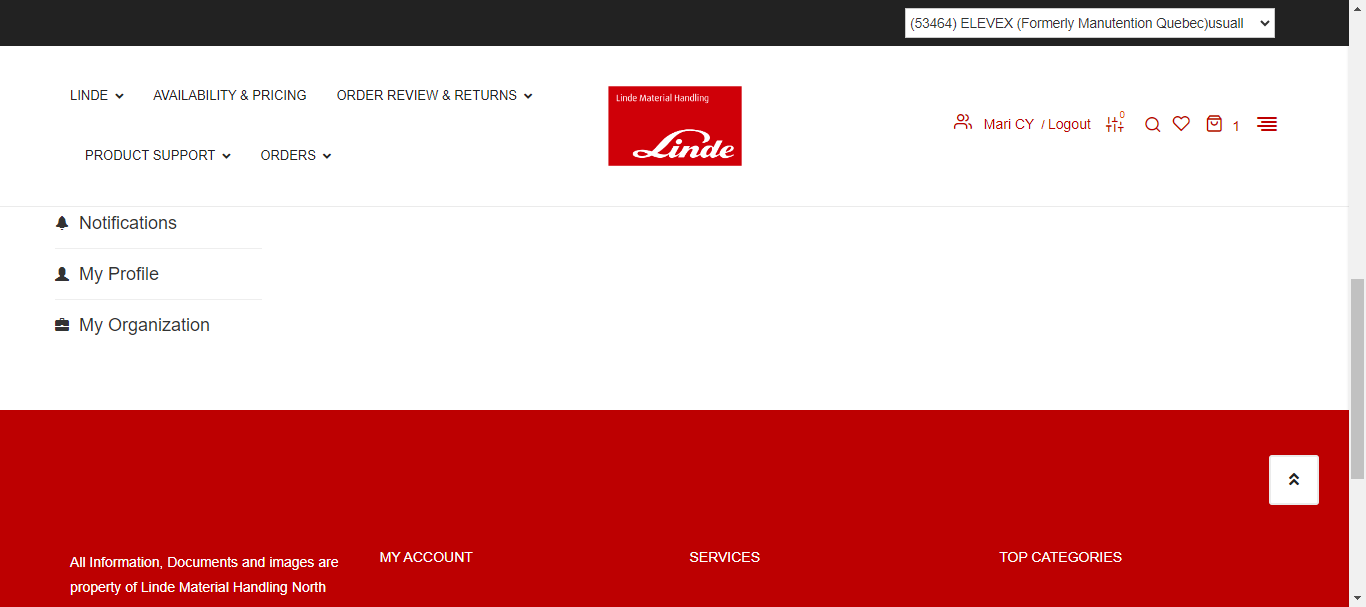 (53464) ELEVEX (Formerly Manutention Quebec)usuall
LINDE
AVAILABILITY & PRICING
ORDER REVIEW & RETURNS
PRODUCT SUPPORT
ORDERS
Linde Material Handling
Linde
Mari CY / Logout
0
1
Notifications
My Profile
My Organization
All Information, Documents and images are
property of Linde Material Handling North
MY ACCOUNT
SERVICES
TOP CATEGORIES